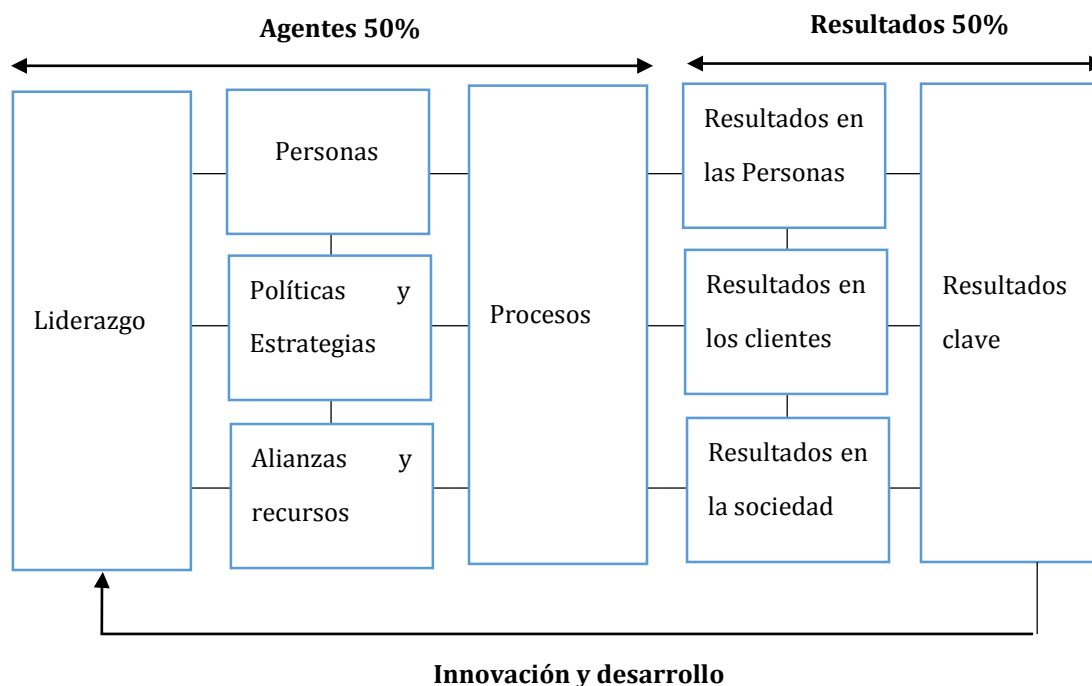 Agentes 50%
Resultados 50%
Liderazgo
Personas
Políticas y
Estrategias
Alianzas y
recursos
Procesos
Resultados en
las Personas
Resultados en
los clientes
Resultados en
la sociedad
Resultados
clave
Innovación y desarrollo